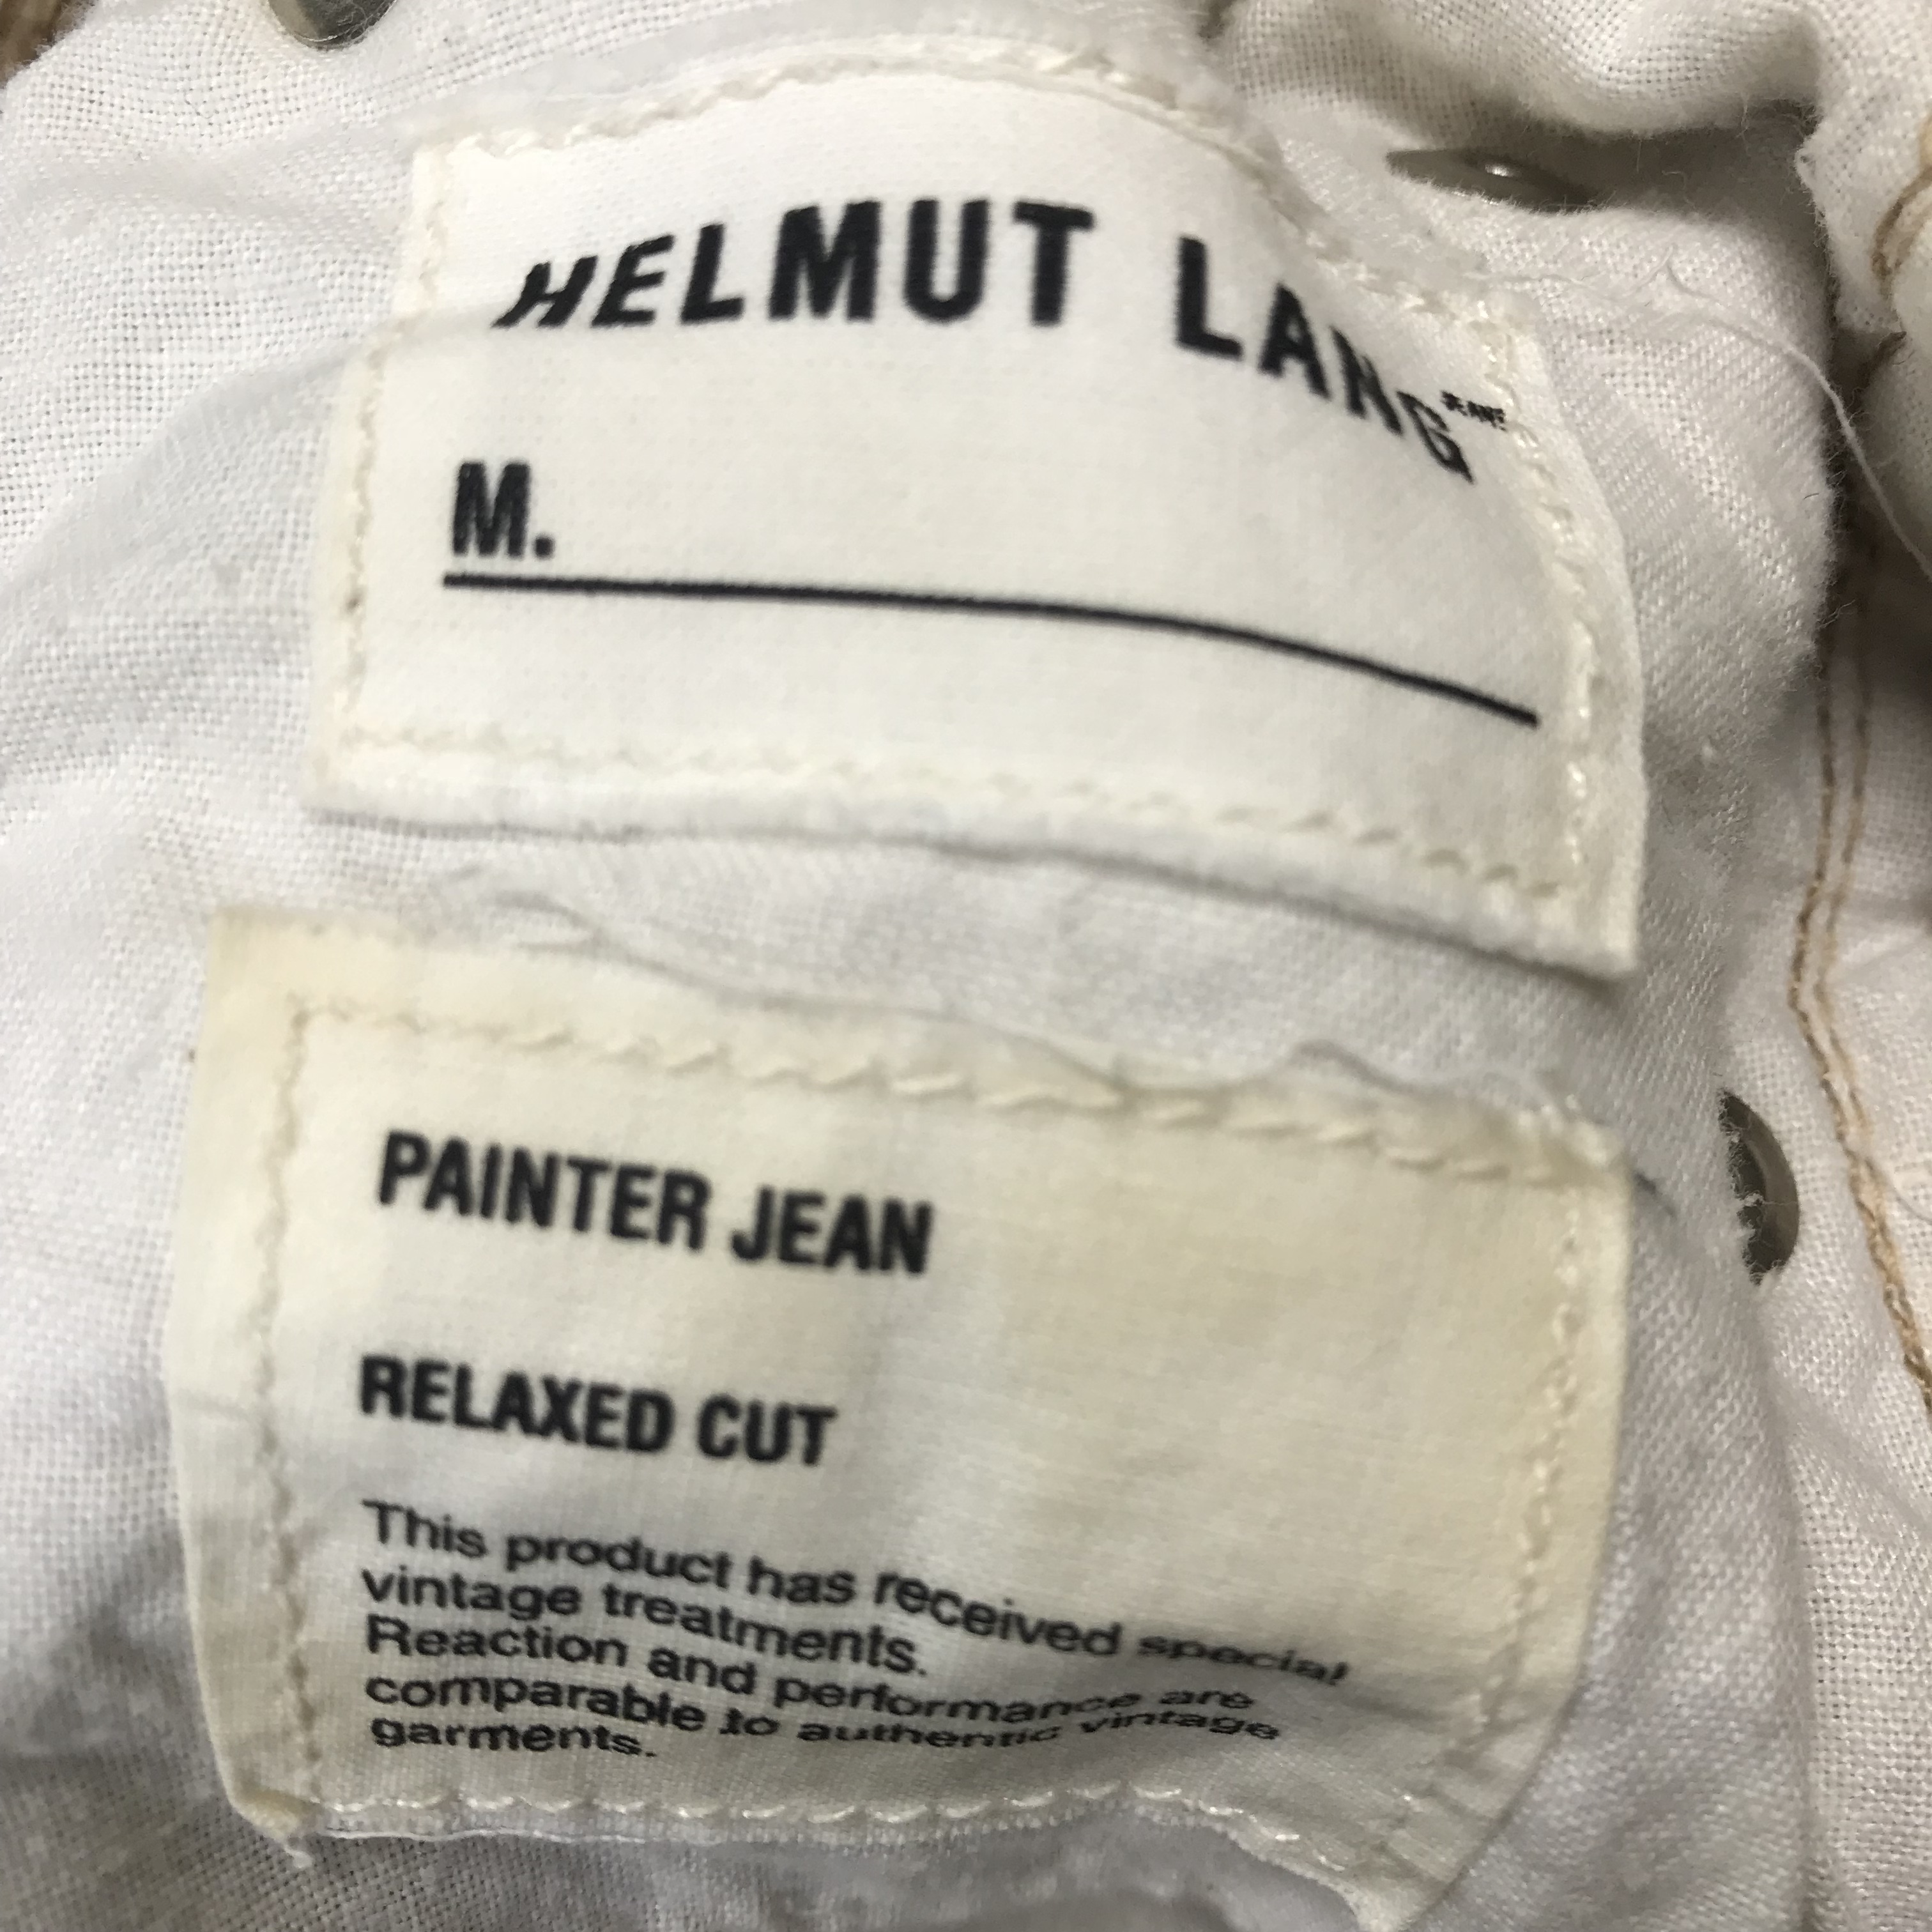 HELMUT LANG JEANS
M.
PAINTER JEAN
RELAXED CUT
This product has received special
vintage treatments.
Reaction and performance are
comparable to authentic vintage
garments.